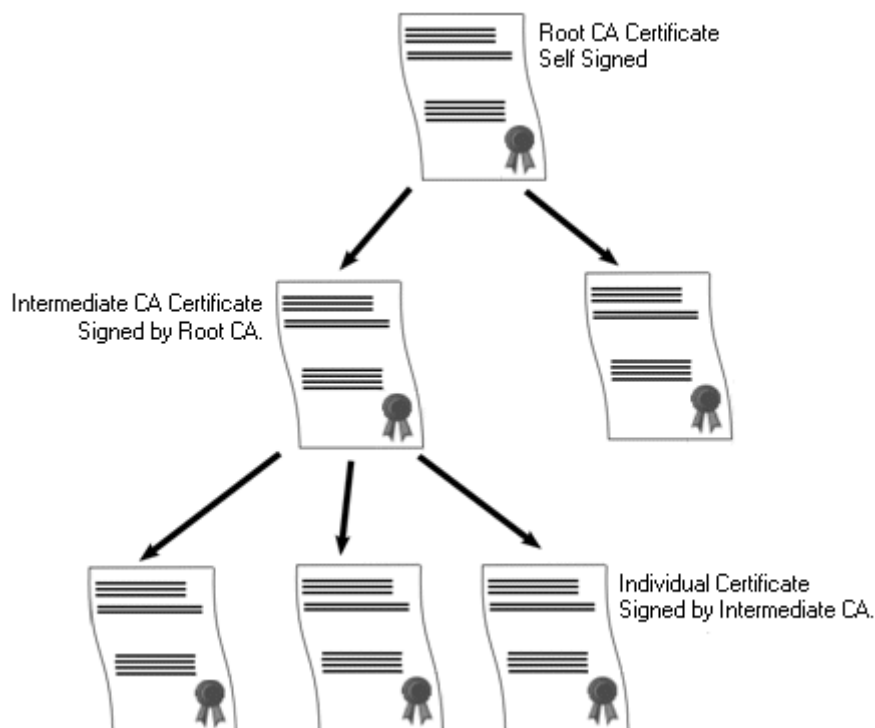 Root CA Certificate
Self Signed
Intermediate CA Certificate
Signed by Root CA.
Individual Certificate
Signed by Intermediate CA.